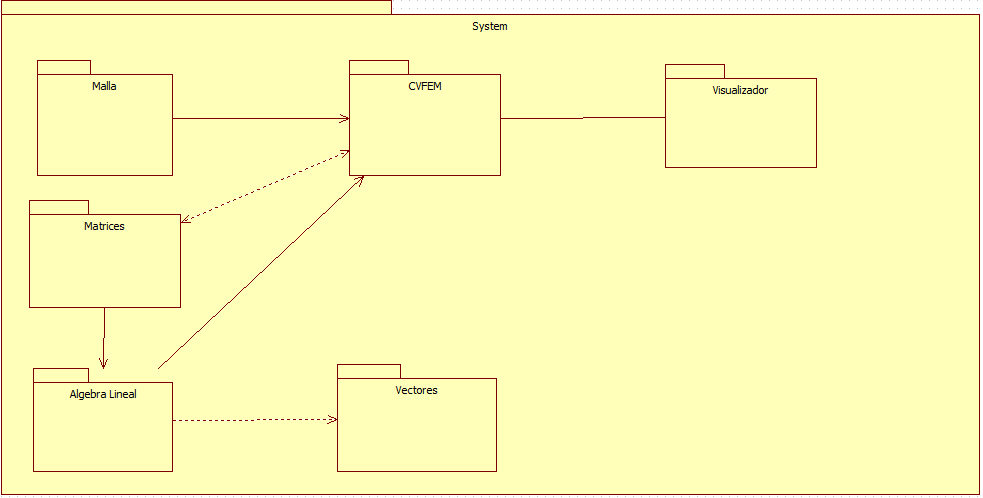 System
Malla
CVFEM
Visualizador
Matrices
Algebra Lineal
Vectores